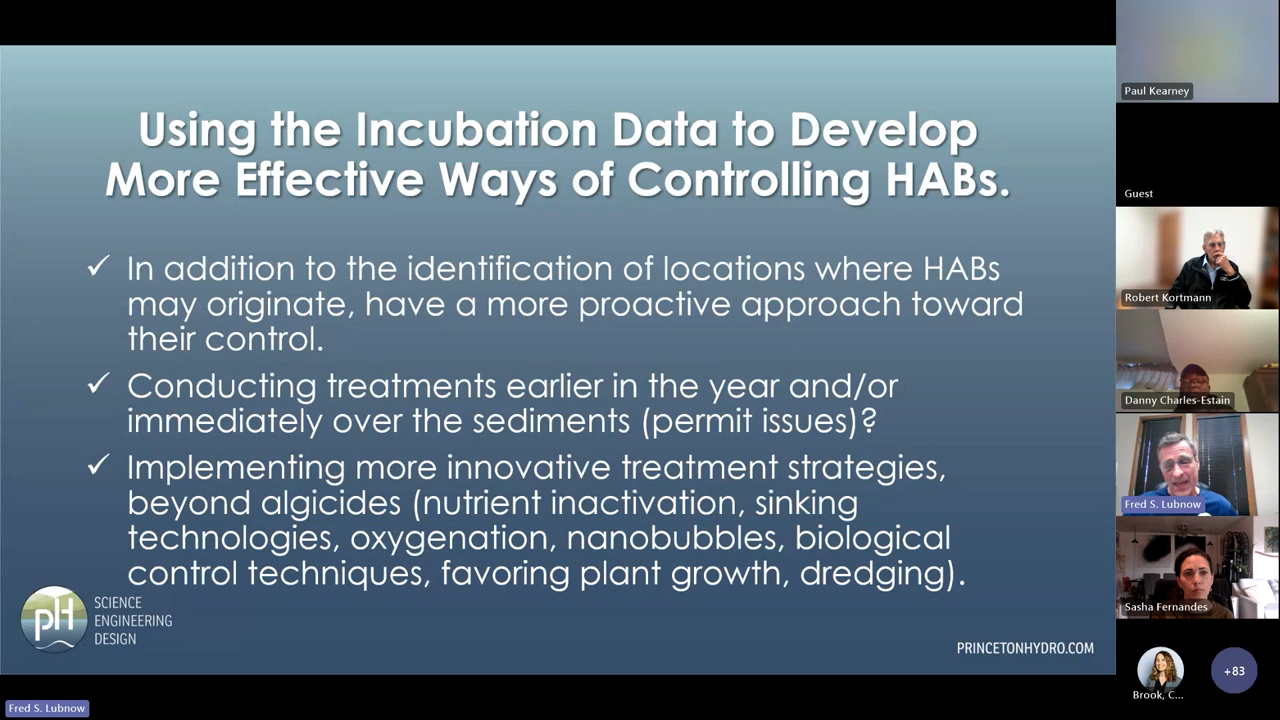 Using the Incubation Data to Develop
More Effective Ways of Controlling HABs.
✓ In addition to the identification of locations where HABs
may originate, have a more proactive approach toward
their control.
✓ Conducting treatments earlier in the year and/or
immediately over the sediments (permit issues)?
✓ Implementing more innovative treatment strategies,
beyond algicides (nutrient inactivation, sinking
technologies, oxygenation, nanobubbles, biological
control techniques, favoring plant growth, dredging).
pH
SCIENCE
ENGINEERING
DESIGN
PRINCETONHYDRO.COM
Fred S. Lubnow
Paul Kearney
Guest
Robert Kortmann
Danny Charles-Estain
Fred S. Lubnow
Sasha Fernandes
Brook, C...
+83